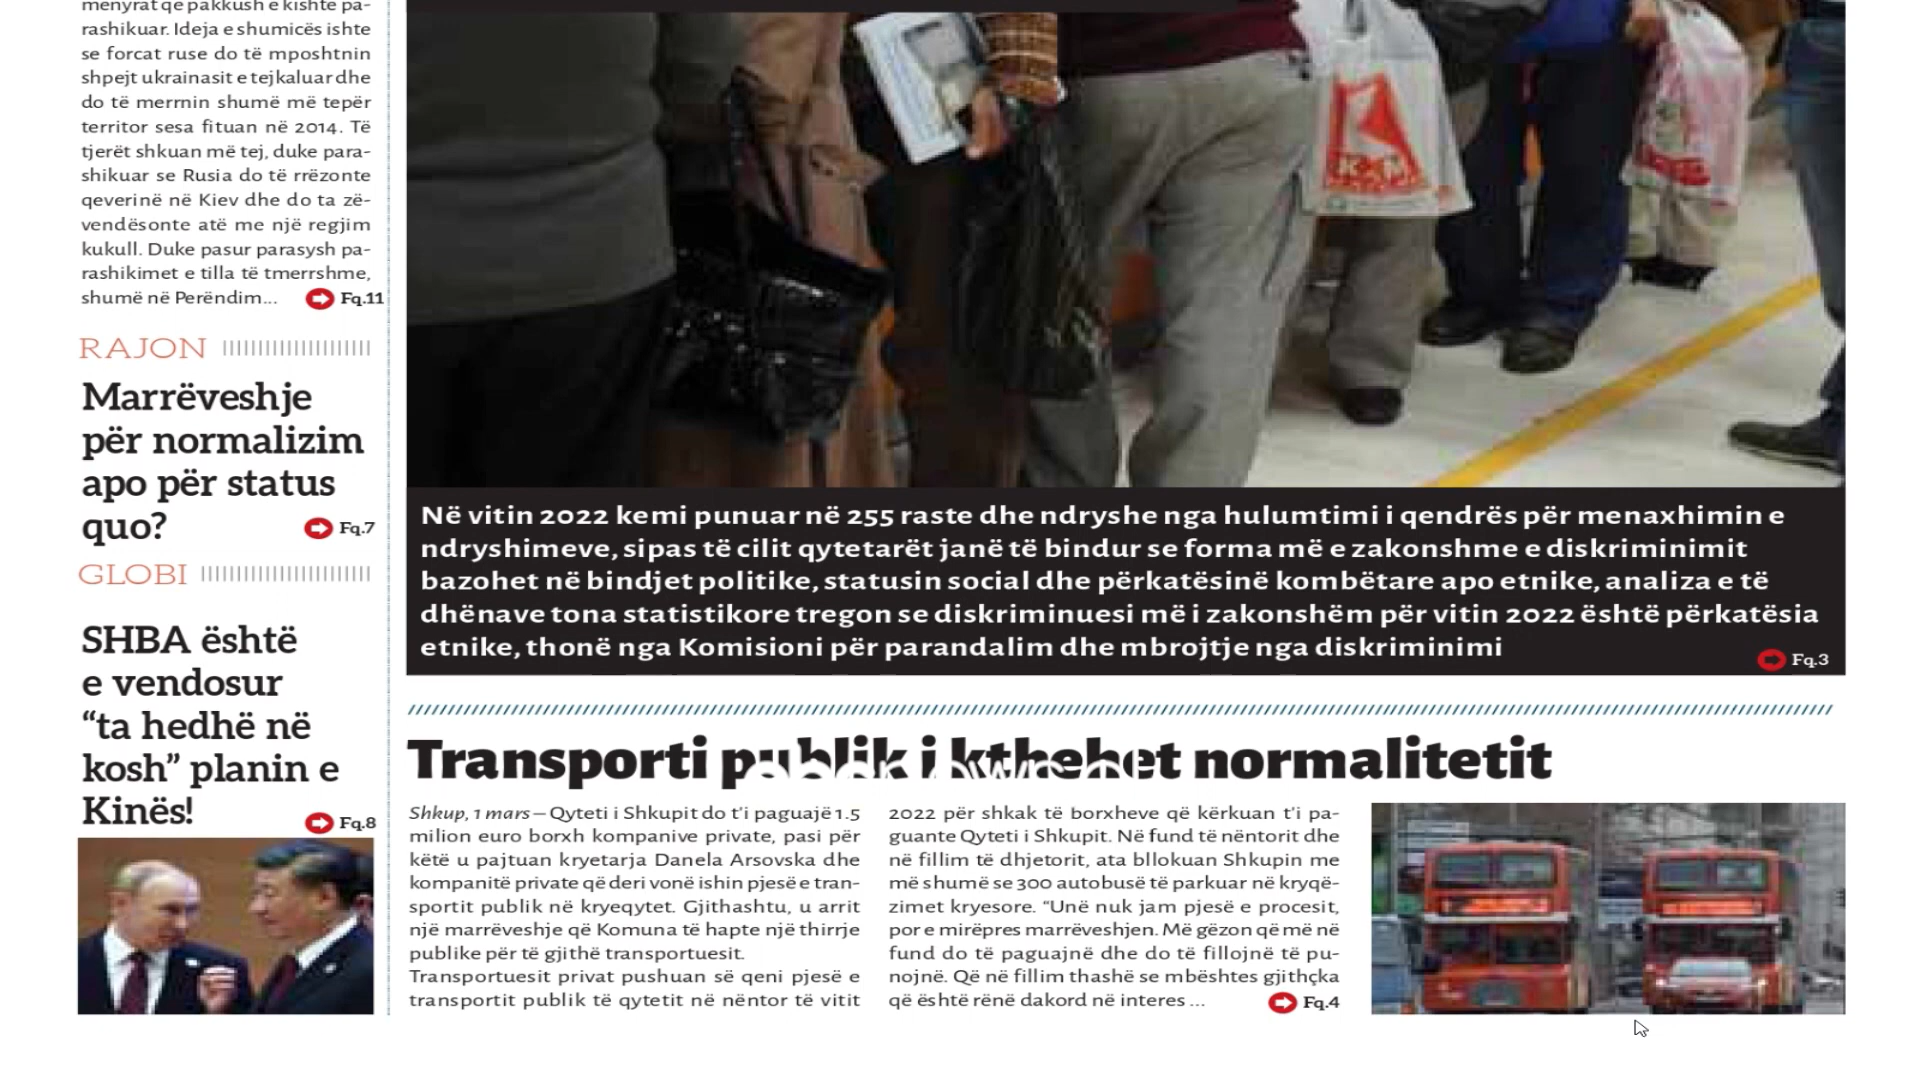 mënyrat që pakkush e kishte pa-
rashikuar. Ideja e shumicës ishte
se forcat ruse do të mposhtnin
shpejt ukrainasit e tejkaluar dhe
do të merrnin shumë më tepër
territor sesa fituan në 2014. Të
tjerët shkuan më tej, duke para-
shikuar se Rusia do të rrëzonte
qeverinë në Kiev dhe do ta zë-
vendësonte atë me një regjim
kukull. Duke pasur parasysh pa-
rashikimet e tilla të tmerrshme,
shumë në Perëndim... Fq.11
RAJON
Marrëveshje
për normalizim
apo për status
quo? Fq.7
GLOBI
SHBA është
e vendosur
“ta hedhë në
kosh” planin e
Kinës! Fq.8
Në vitin 2022 kemi punuar në 255 raste dhe ndryshe nga hulumtimi i qendrës për menaxhimin e
ndryshimeve, sipas të cilit qytetarët janë të bindur se forma më e zakonshme e diskriminimit
bazohet në bindjet politike, statusin social dhe përkatësinë kombëtare apo etnike, analiza e të
dhënave tona statistikore tregon se diskriminuesi më i zakonshëm për vitin 2022 është përkatësia
etnike, thonë nga Komisioni për parandalim dhe mbrojtje nga diskriminimi Fq.3
Transporti publik i kthehet normalitetit
Shkup, 1 mars – Qyteti i Shkupit do t'i paguajë 1.5
milion euro borxh kompanive private, pasi për
këtë u pajtuan kryetarja Danela Arsovska dhe
kompanitë private që deri vonë ishin pjesë e tran-
sportit publik në kryeqytet. Gjithashtu, u arrit
një marrëveshje që Komuna të hapte një thirrje
publike për të gjithë transportuesit.
Transportuesit privat pushuan së qeni pjesë e
transportit publik të qytetit në nëntor të vitit
2022 për shkak të borxheve që kërkuan t'i pa-
guante Qyteti i Shkupit. Në fund të nëntorit dhe
në fillim të dhjetorit, ata bllokuan Shkupin me
më shumë se 300 autobusë të parkuar në kryqë-
zimet kryesore. “Unë nuk jam pjesë e procesit,
por e mirëpres marrëveshjen. Më gëzon që më në
fund do të paguajnë dhe do të fillojnë të pu-
nojnë. Që në fillim thashë se mbështes gjithçka
që është rënë dakord në interes ... Fq.4